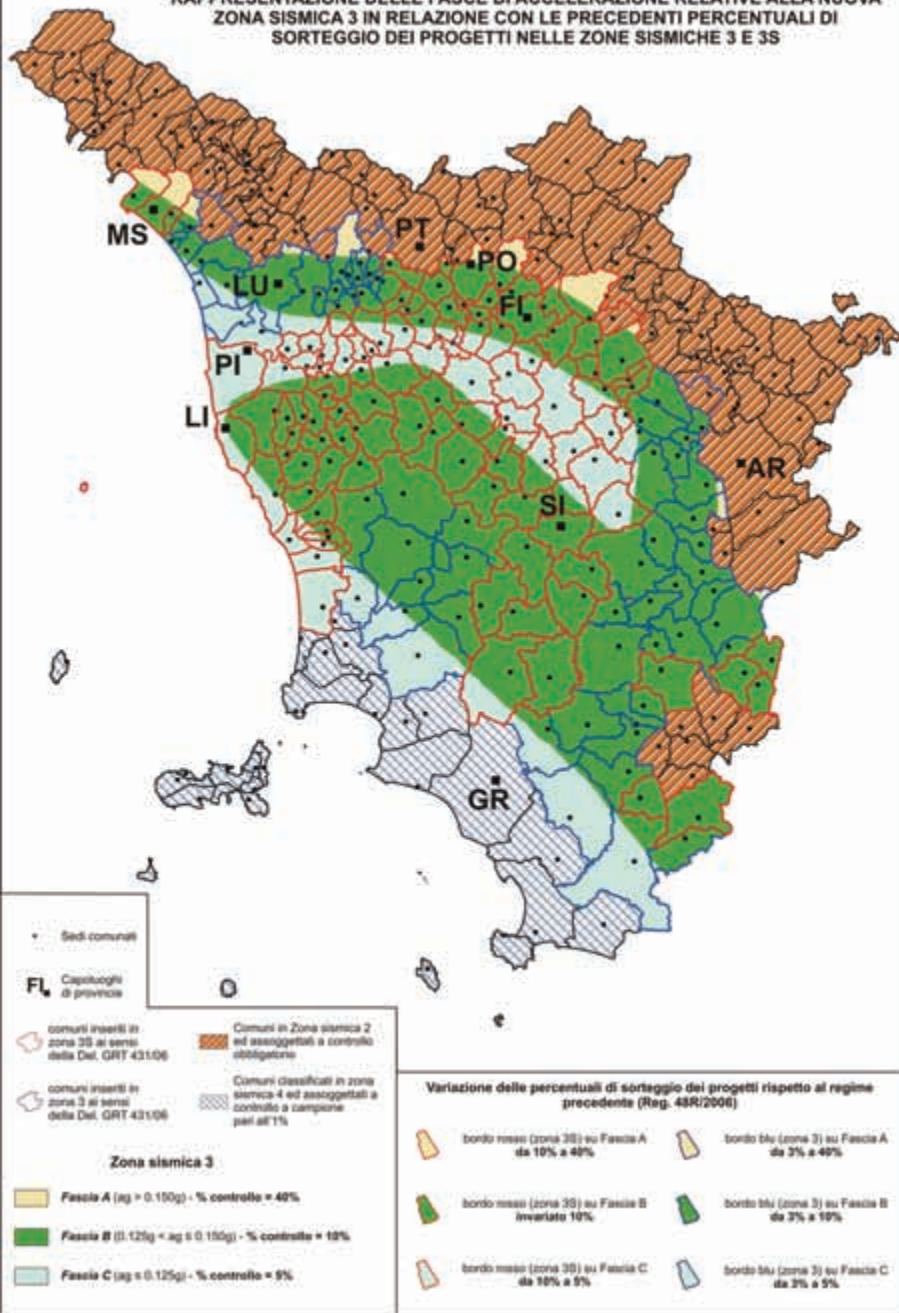 RAPPRESENTAZIONE DELLE FASCE DI ACCELERAZIONE RELATIVE ALLA NUOVA
ZONA SISMICA 3 IN RELAZIONE CON LE PRECEDENTI PERCENTUALI DI
SORTEGGIO DEI PROGETTI NELLE ZONE SISMICHE 3 E 3S
MS
PT
PO
LU
FI
PI
LI
AR
SI
GR
Sedi comunali
FI
Capoluoghi
di provincia
comuni inseriti in
zona 3S ai sensi
della Del. GRT 431/06
Comuni in Zona sismica 2
ed assoggettati a controllo
obbligatorio
comuni inseriti in
zona 3 ai sensi
della Del. GRT 431/06
Comuni classificati in zona
sismica 4 ed assoggettati a
controllo a campione
pari all'1%
Zona sismica 3
Fascia A (ag > 0.150g) - % controllo = 40%
Fascia B (0.125g < ag ≤ 0.150g) - % controllo = 10%
Fascia C (ag ≤ 0.125g) - % controllo = 5%
Variazione delle percentuali di sorteggio dei progetti rispetto al regime
precedente (Reg. 48R/2006)
bordo rosso (zona 3S) su Fascia A
da 10% a 40%
bordo blu (zona 3) su Fascia A
da 3% a 40%
bordo rosso (zona 3S) su Fascia B
invariato 10%
bordo blu (zona 3) su Fascia B
da 3% a 10%
bordo rosso (zona 3S) su Fascia C
da 10% a 5%
bordo blu (zona 3) su Fascia C
da 3% a 5%